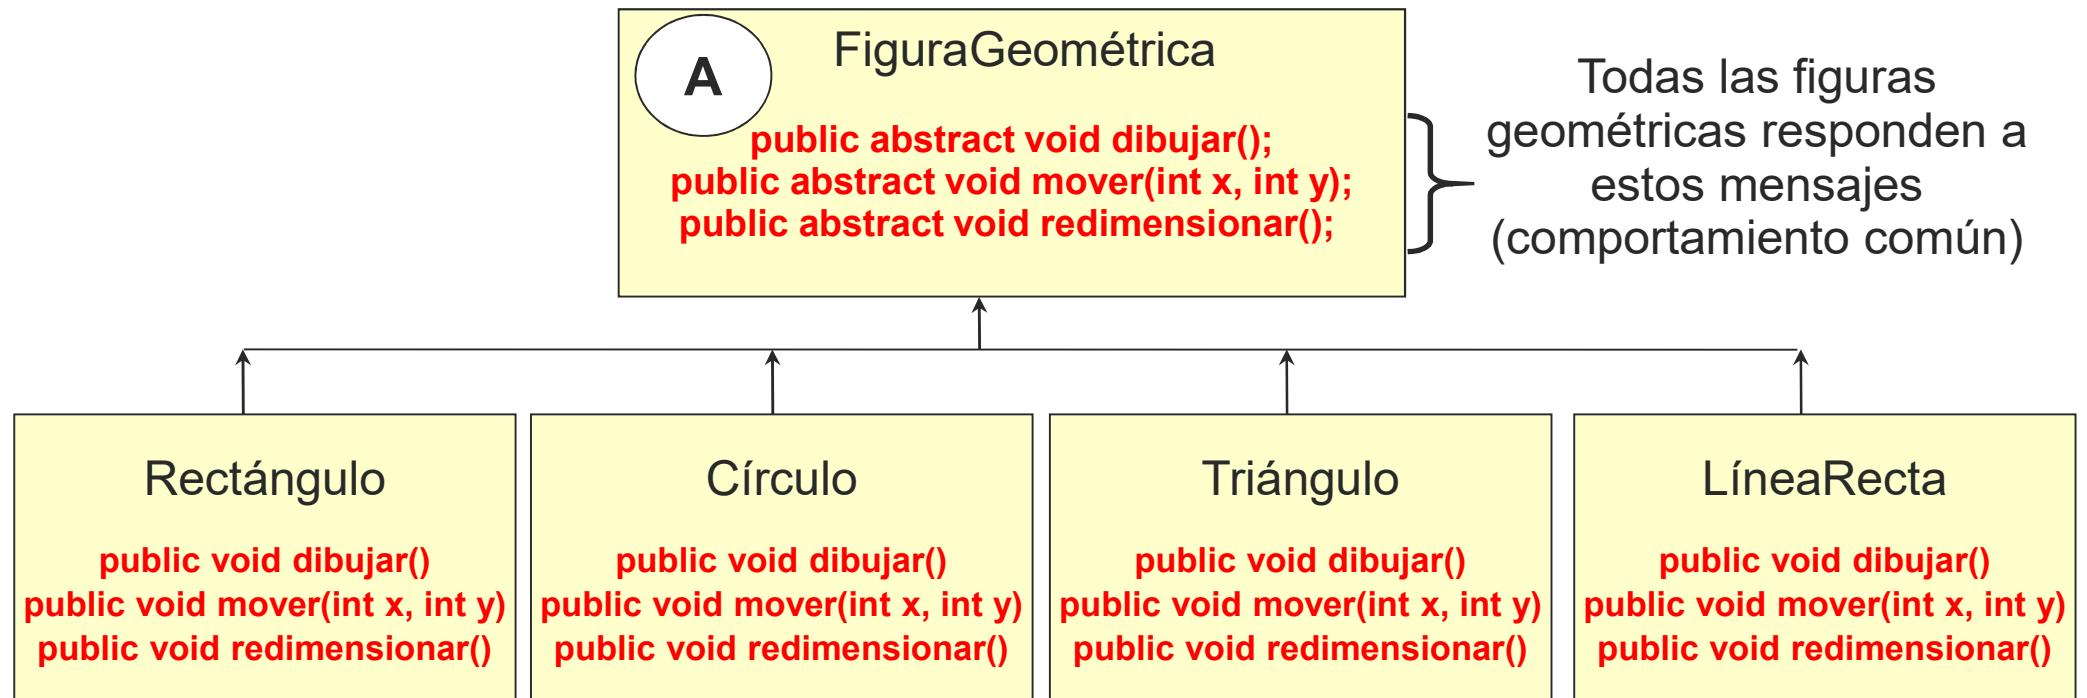 A
FiguraGeométrica
public abstract void dibujar();
public abstract void mover(int x, int y);
public abstract void redimensionar();
Todas las figuras
geométricas responden a
estos mensajes
(comportamiento común)
Rectángulo
public void dibujar()
public void mover(int x, int y)
public void redimensionar()
Círculo
public void dibujar()
public void mover(int x, int y)
public void redimensionar()
Triángulo
public void dibujar()
public void mover(int x, int y)
public void redimensionar()
LíneaRecta
public void dibujar()
public void mover(int x, int y)
public void redimensionar()